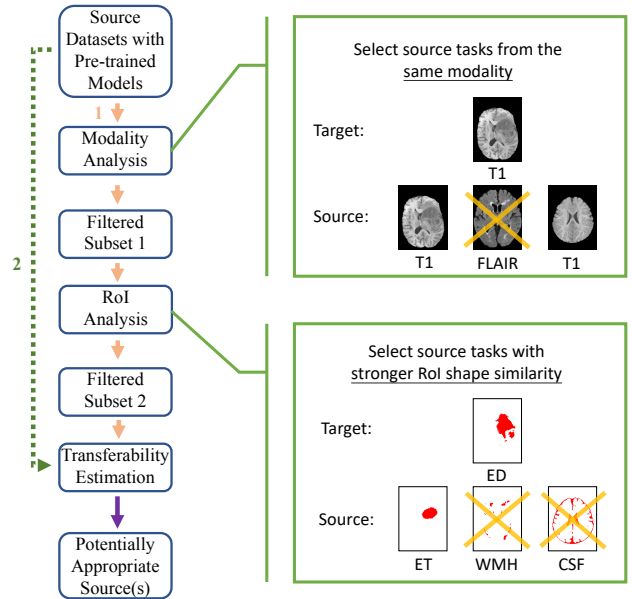 Source
Datasets with
Pre-trained
Models
1
Modality
Analysis
Filtered
Subset 1
2
RoI
Analysis
Filtered
Subset 2
Transferability
Estimation
Potentially
Appropriate
Source(s)
Select source tasks from the
same modality
Target:
T1
Source:
T1 FLAIR T1
Select source tasks with
stronger RoI shape similarity
Target:
ED
Source:
ET WMH CSF